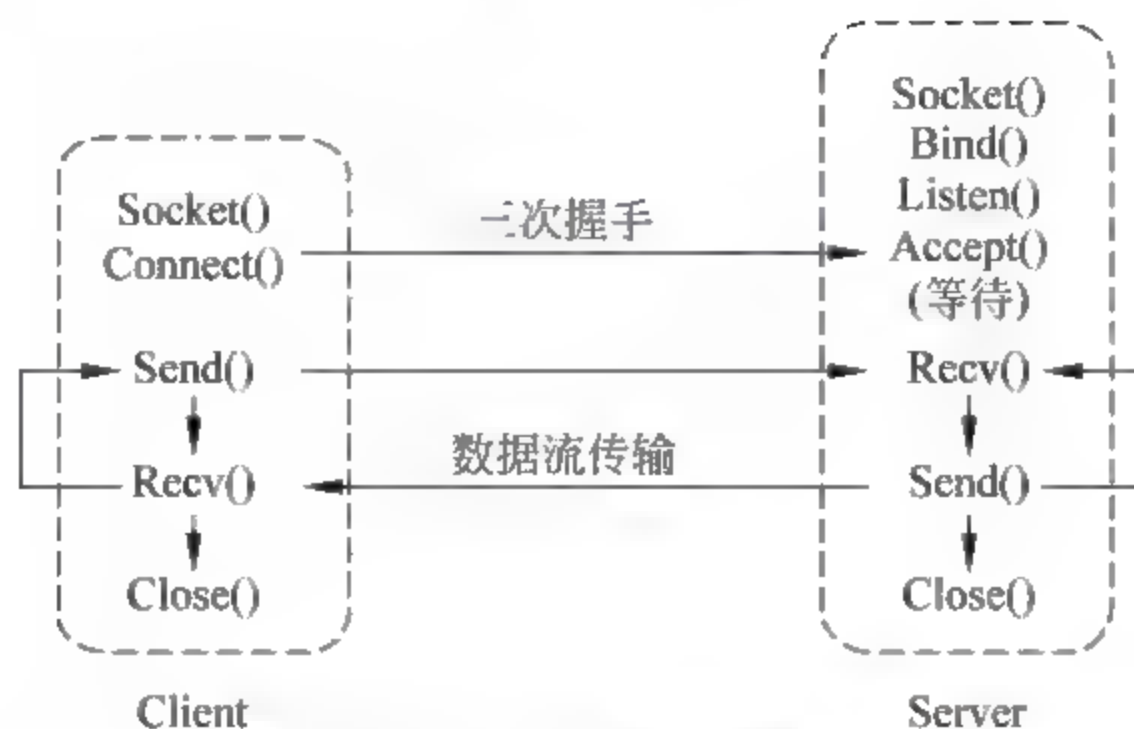 Socket()
Bind()
Listen()
Accept()
(等待)
Recv()
Send()
Close()
Server
三次握手
数据流传输
Socket()
Connect()
Send()
Recv()
Close()
Client